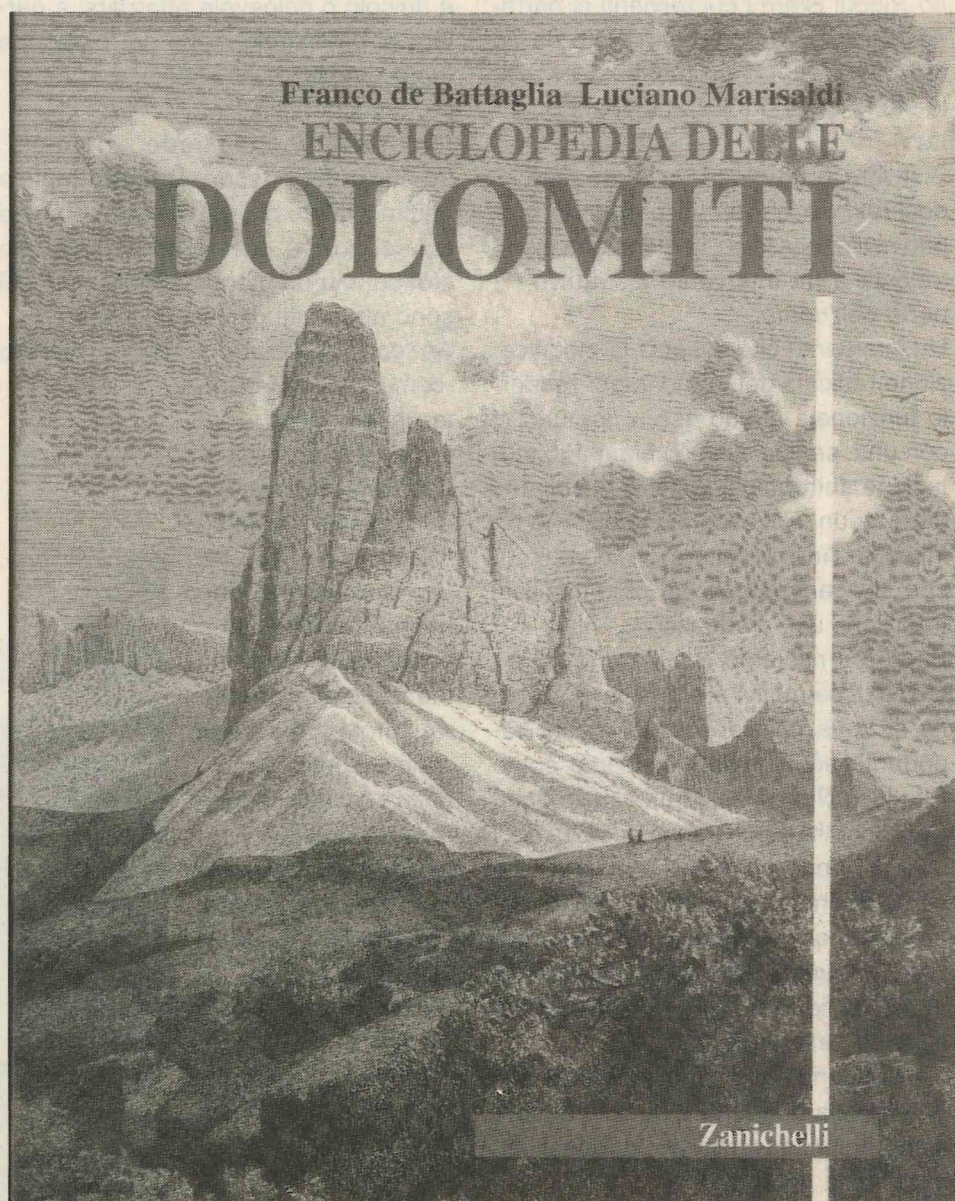 Franco de Battaglia Luciano Marisaldi
ENCICLOPEDIA DELLE
DOLOMITI
Zanichelli